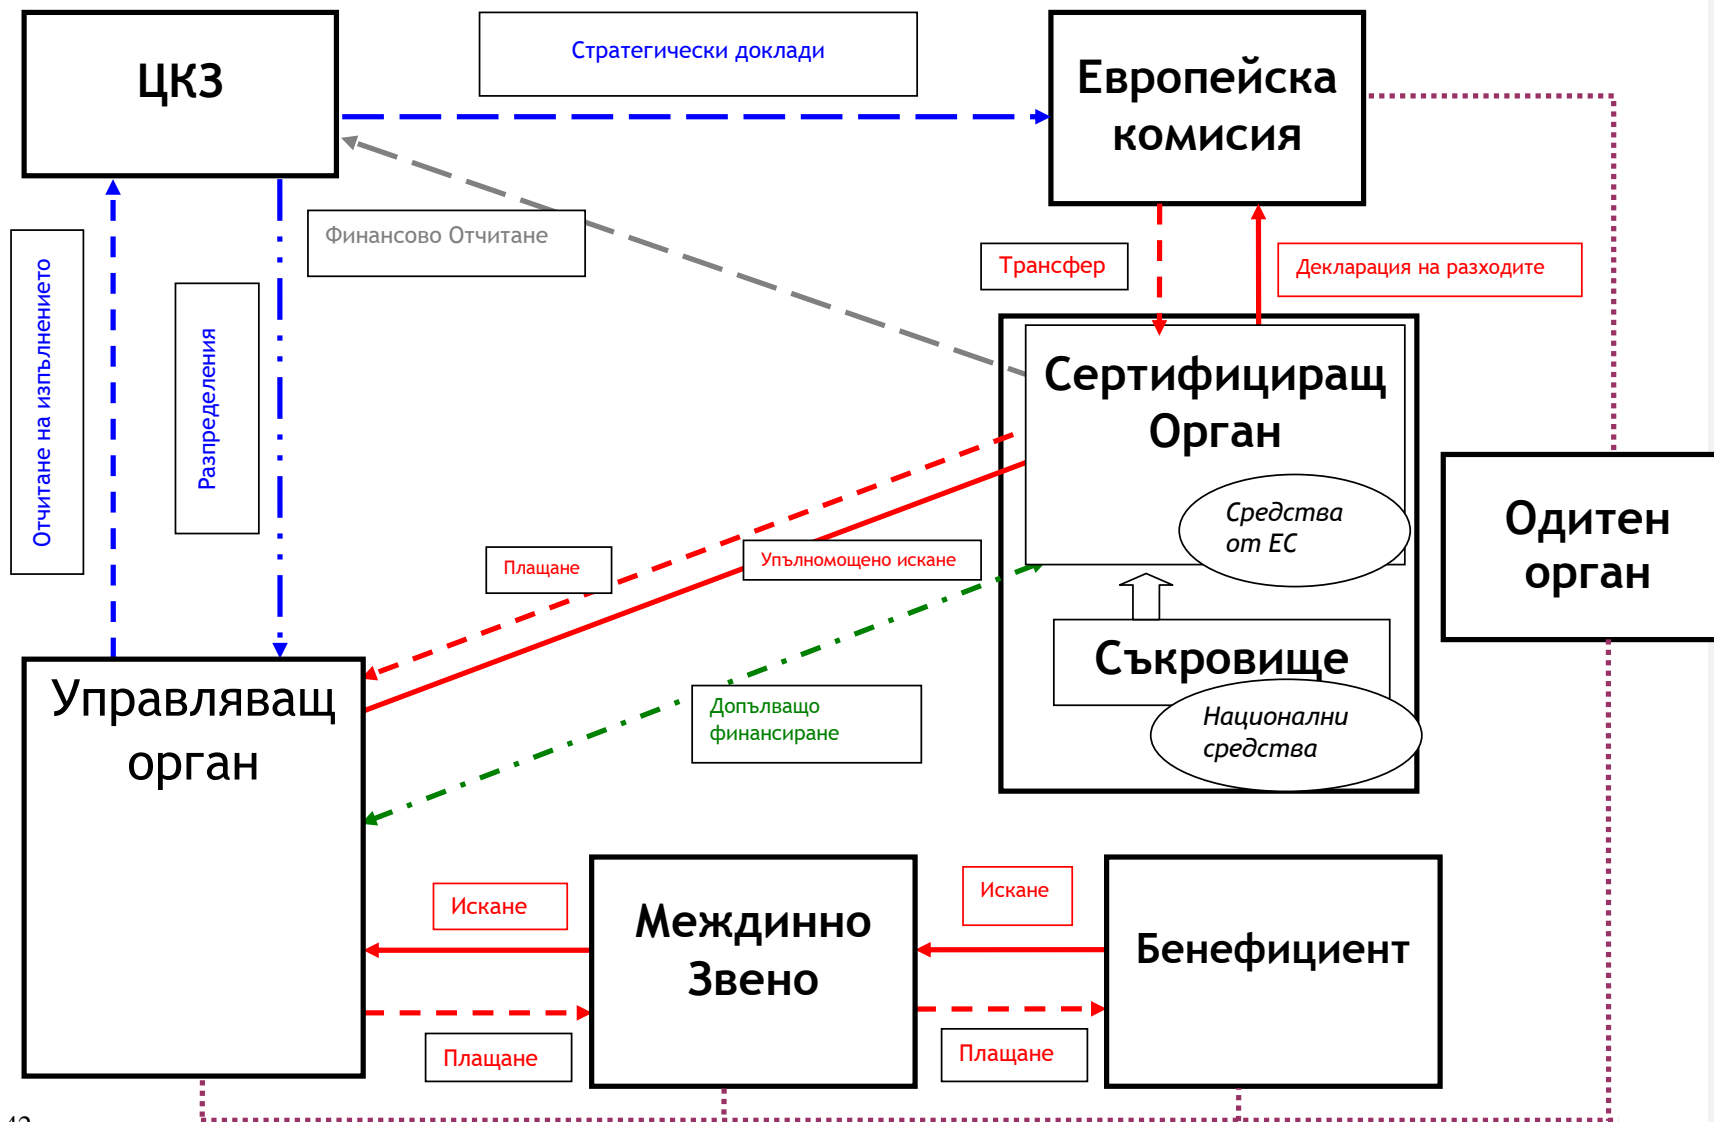 ЦКЗ
Стратегически доклади
Европейска
комисия
Отчитане на изпълнението
Разпределения
Финансово Отчитане
Трансфер
Декларация на разходите
Сертифициращ
Орган
Средства
от ЕС
Одитен
орган
Плащане
Упълномощено искане
Съкровище
Национални
средства
Управляващ
орган
Допълващо
финансиране
Искане
Междинно
Звено
Искане
Бенефициент
Плащане
Плащане